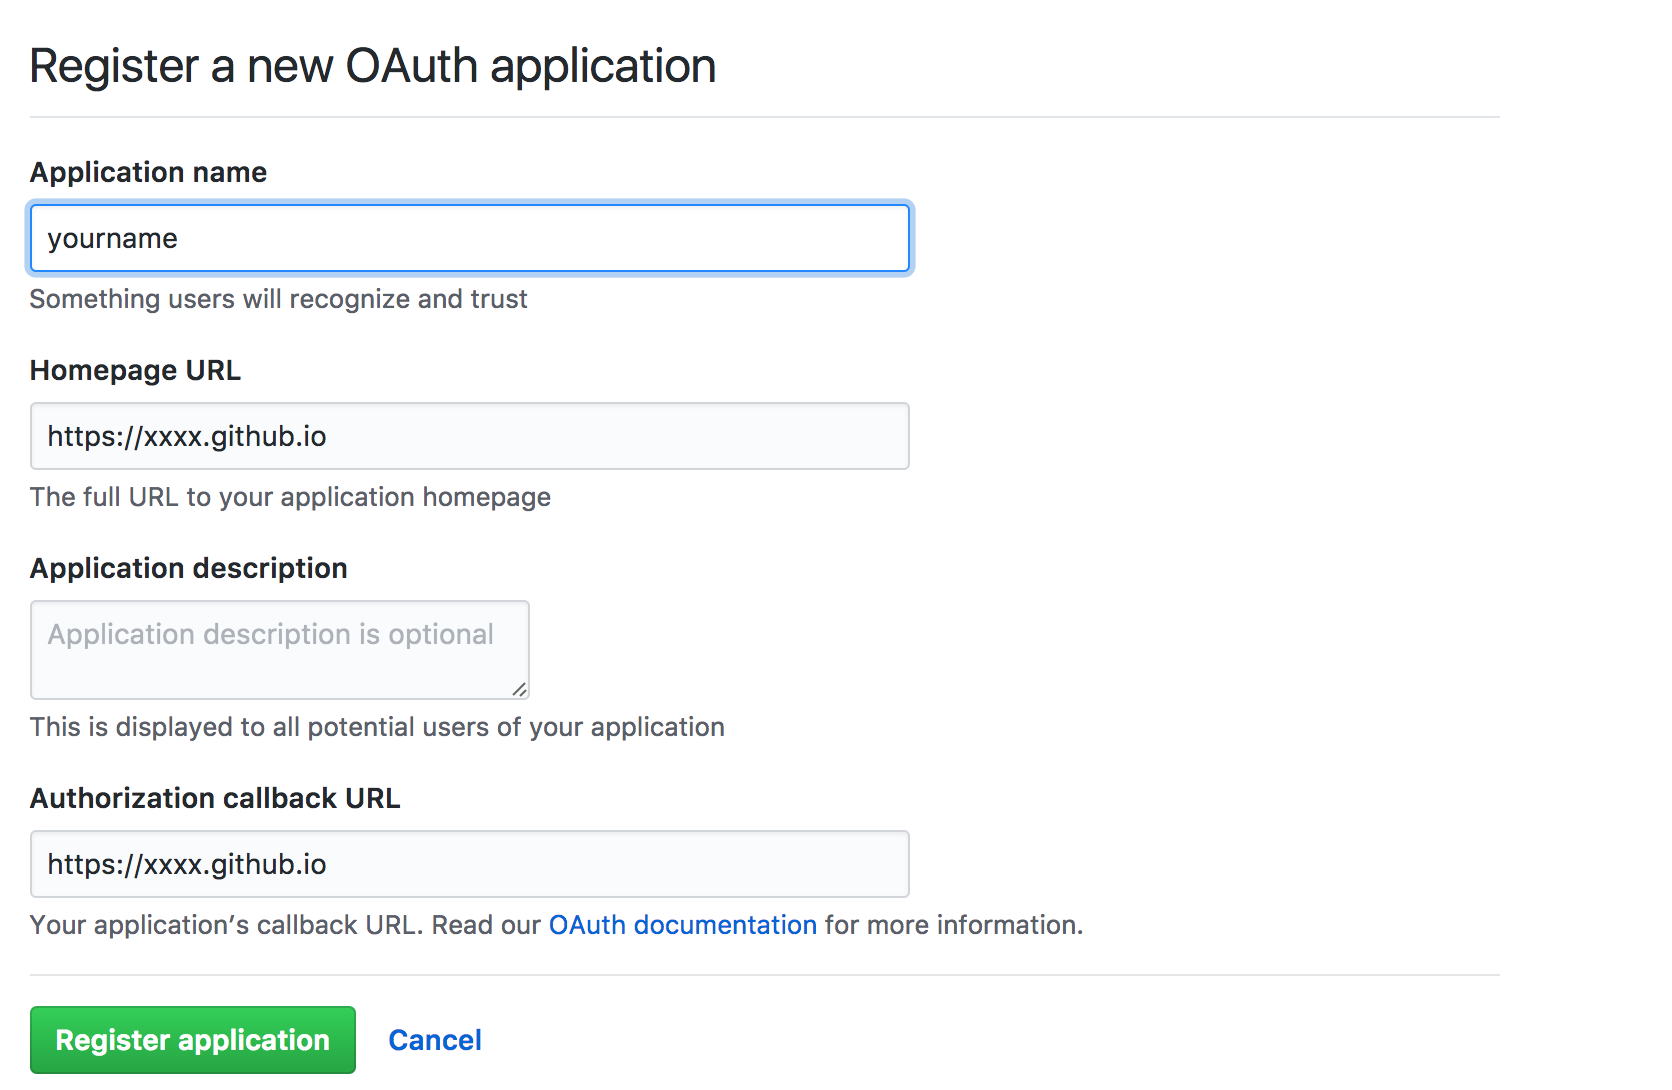 Register a new OAuth application
Application name
yourname
Something users will recognize and trust
Homepage URL
https://xxxx.github.io
The full URL to your application homepage
Application description
Application description is optional
This is displayed to all potential users of your application
Authorization callback URL
https://xxxx.github.io
Your application’s callback URL. Read our OAuth documentation for more information.
Register application Cancel